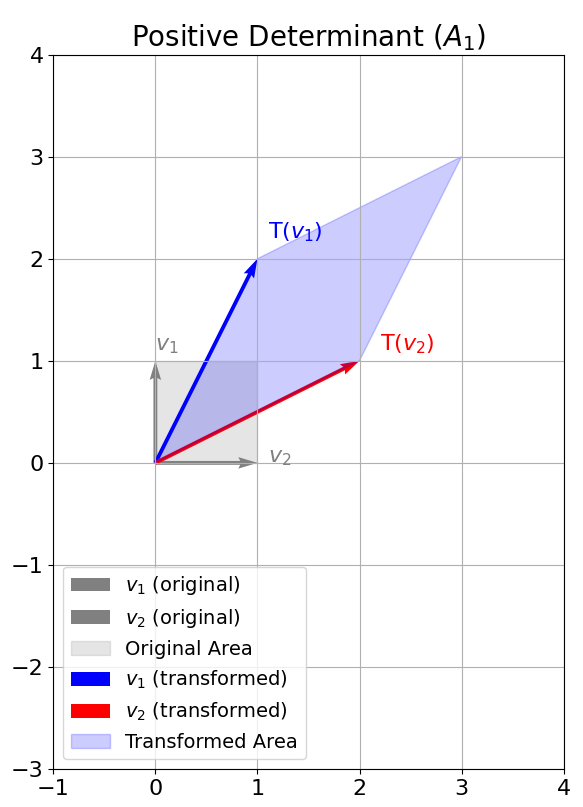 Positive Determinant (A₁)
4
3
2
1
0
−1
−2
−3
T(v₁)
v₁
T(v₂)
v₂
v₁ (original)
v₂ (original)
Original Area
v₁ (transformed)
v₂ (transformed)
Transformed Area
−1 0 1 2 3 4